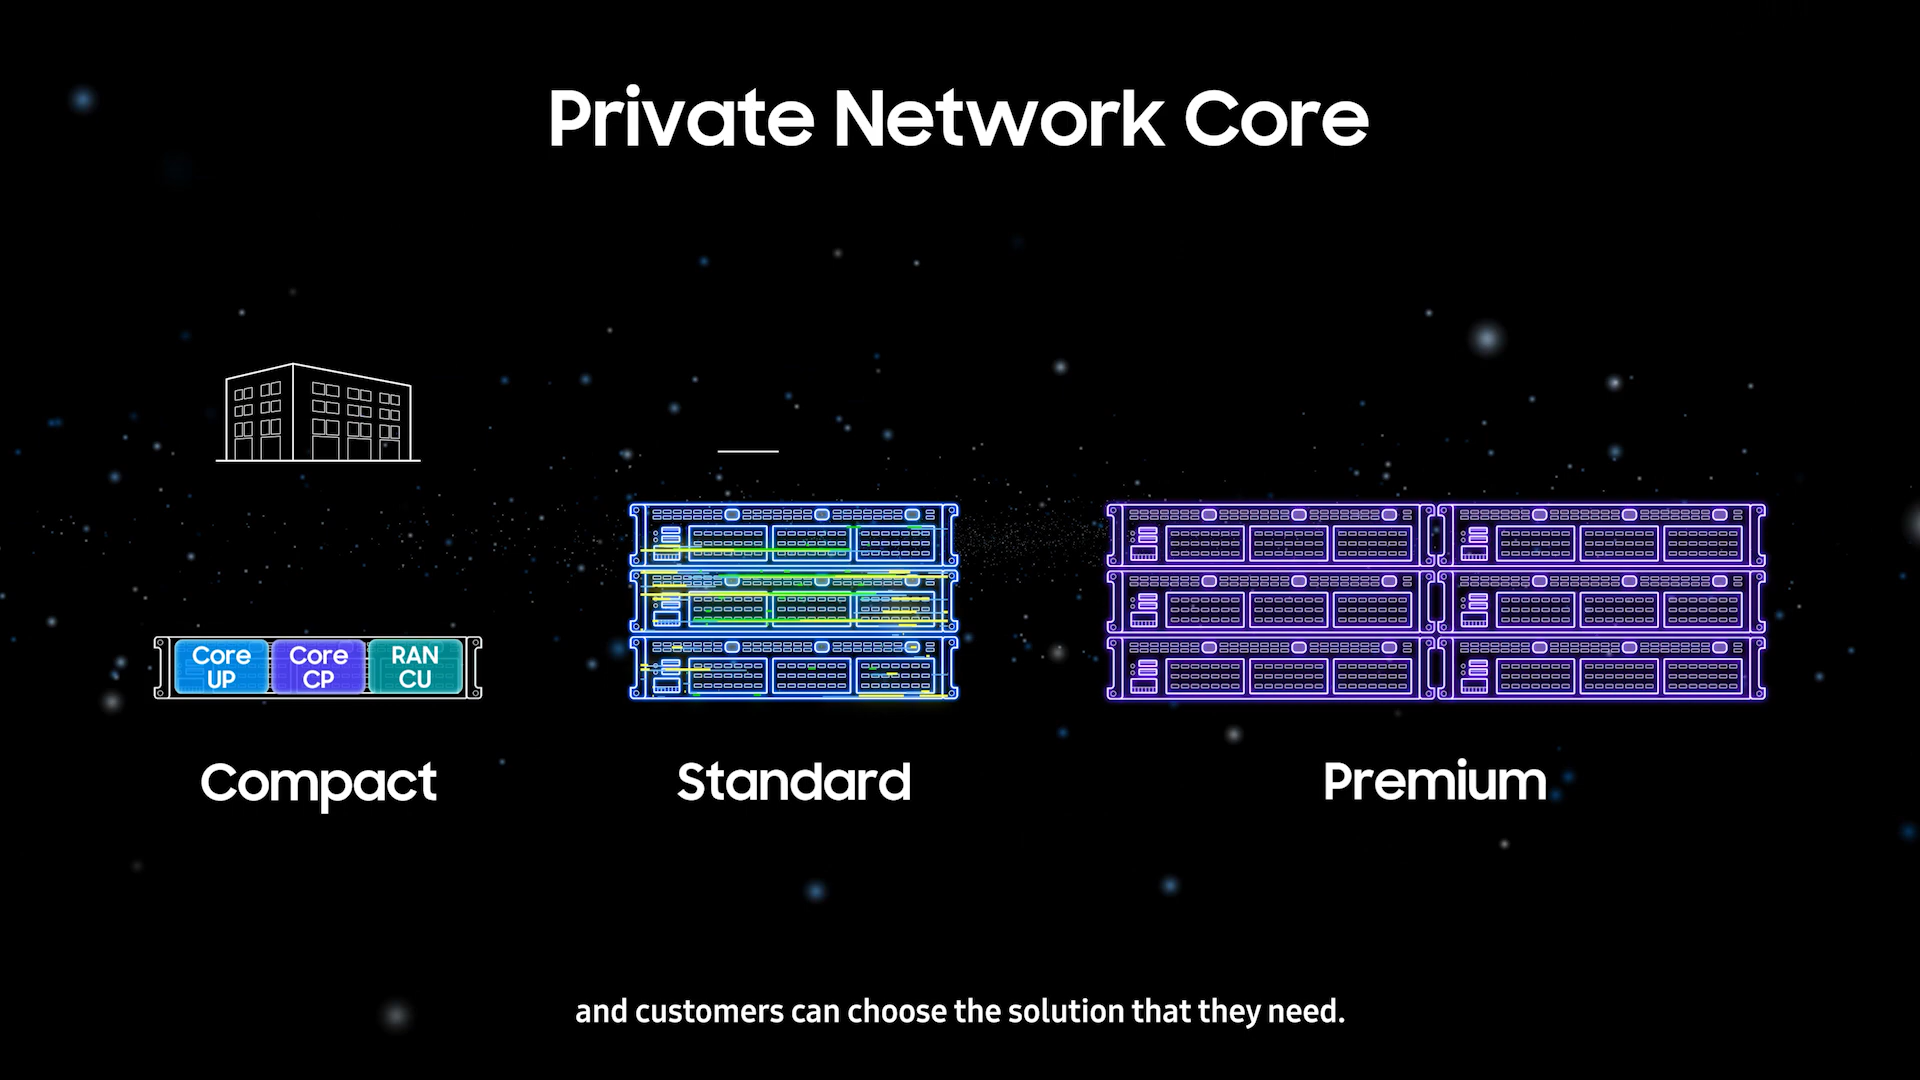 Private Network Core
Core
UP
Core
CP
RAN
CU
Compact
Standard
Premium
and customers can choose the solution that they need.